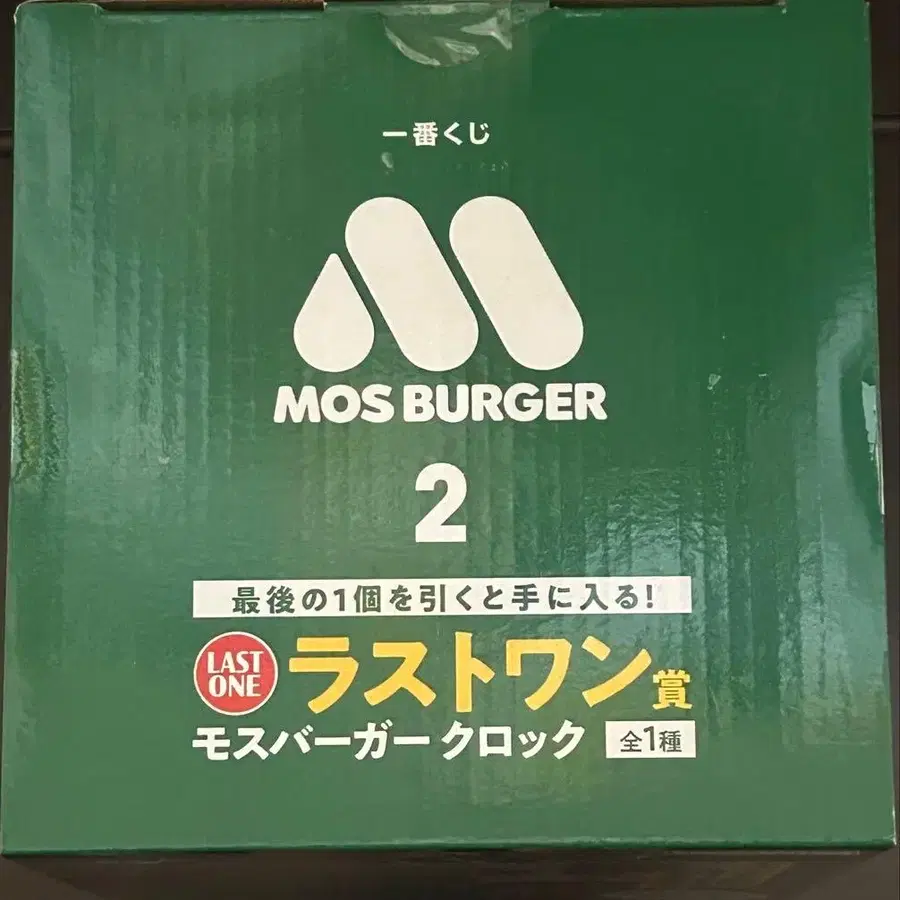 一番くじ
MOS BURGER
2
最後の1個を引くと手に入る!
LAST ONE ラストワン賞
モスバーガー クロック 全1種